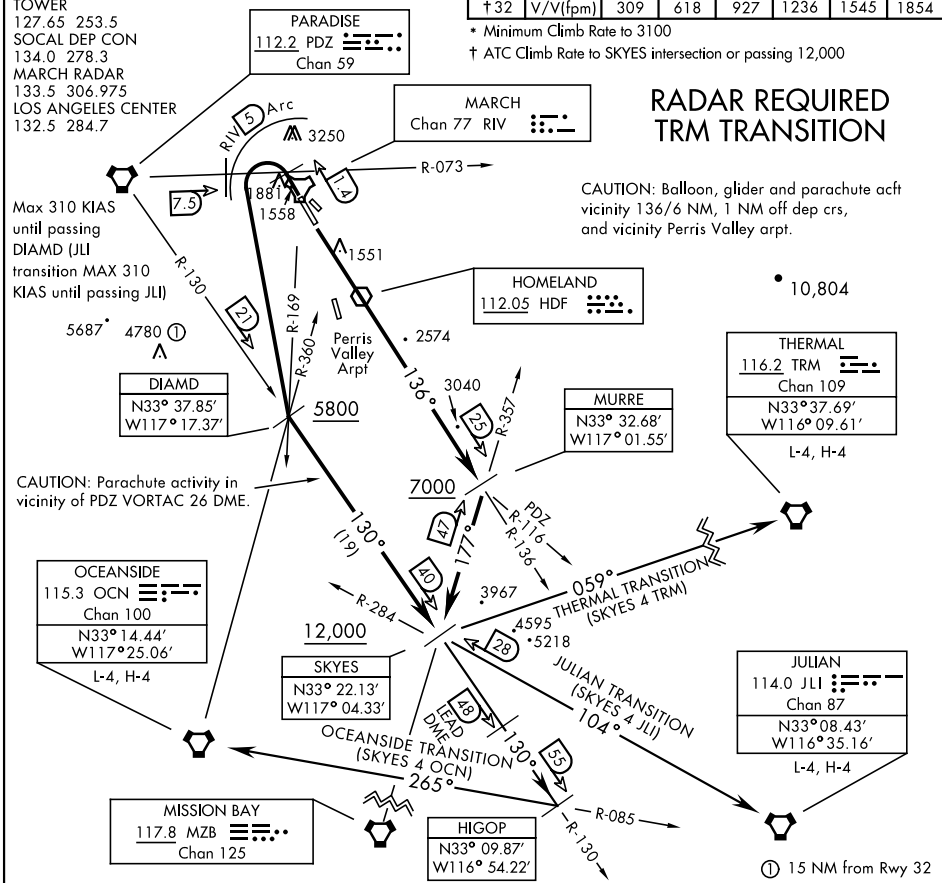 TOWER
127.65 253.5
SOCAL DEP CON
134.0 278.3
MARCH RADAR
133.5 306.975
LOS ANGELES CENTER
132.5 284.7
PARADISE
112.2 PDZ
Chan 59
†32 V/V(fpm) 309 618 927 1236 1545 1854
* Minimum Climb Rate to 3100
† ATC Climb Rate to SKYES intersection or passing 12,000
RADAR REQUIRED
TRM TRANSITION
MARCH
Chan 77 RIV
RIV 5 Arc
3250
R-073
7.5
1881
1558
1.4
CAUTION: Balloon, glider and parachute acft
vicinity 136/6 NM, 1 NM off dep crs,
and vicinity Perris Valley arpt.
Max 310 KIAS
until passing
DIAMD (JLI
transition MAX 310
KIAS until passing JLI)
R-130
21
R-169
R-360
1551
HOMELAND
112.05 HDF
10,804
5687
4780 ①
Perris
Valley
Arpt
2574
136°
3040
25
R-357
THERMAL
116.2 TRM
Chan 109
N33° 37.69'
W116° 09.61'
L-4, H-4
DIAMD
N33° 37.85'
W117° 17.37'
5800
MURRE
N33° 32.68'
W117° 01.55'
CAUTION: Parachute activity in
vicinity of PDZ VORTAC 26 DME.
7000
130°
(19)
47
177°
PDZ
R-116
R-136
40
059°
THERMAL TRANSITION
(SKYES 4 TRM)
OCEANSIDE
115.3 OCN
Chan 100
N33° 14.44'
W117° 25.06'
L-4, H-4
R-284
3967
12,000
4595
5218
28
SKYES
N33° 22.13'
W117° 04.33'
JULIAN TRANSITION
(SKYES 4 JLI)
104°
JULIAN
114.0 JLI
Chan 87
N33° 08.43'
W116° 35.16'
L-4, H-4
48
LEAD
DME
130°
55
OCEANSIDE TRANSITION
(SKYES 4 OCN)
265°
R-085
R-130
MISSION BAY
117.8 MZB
Chan 125
HIGOP
N33° 09.87'
W116° 54.22'
① 15 NM from Rwy 32